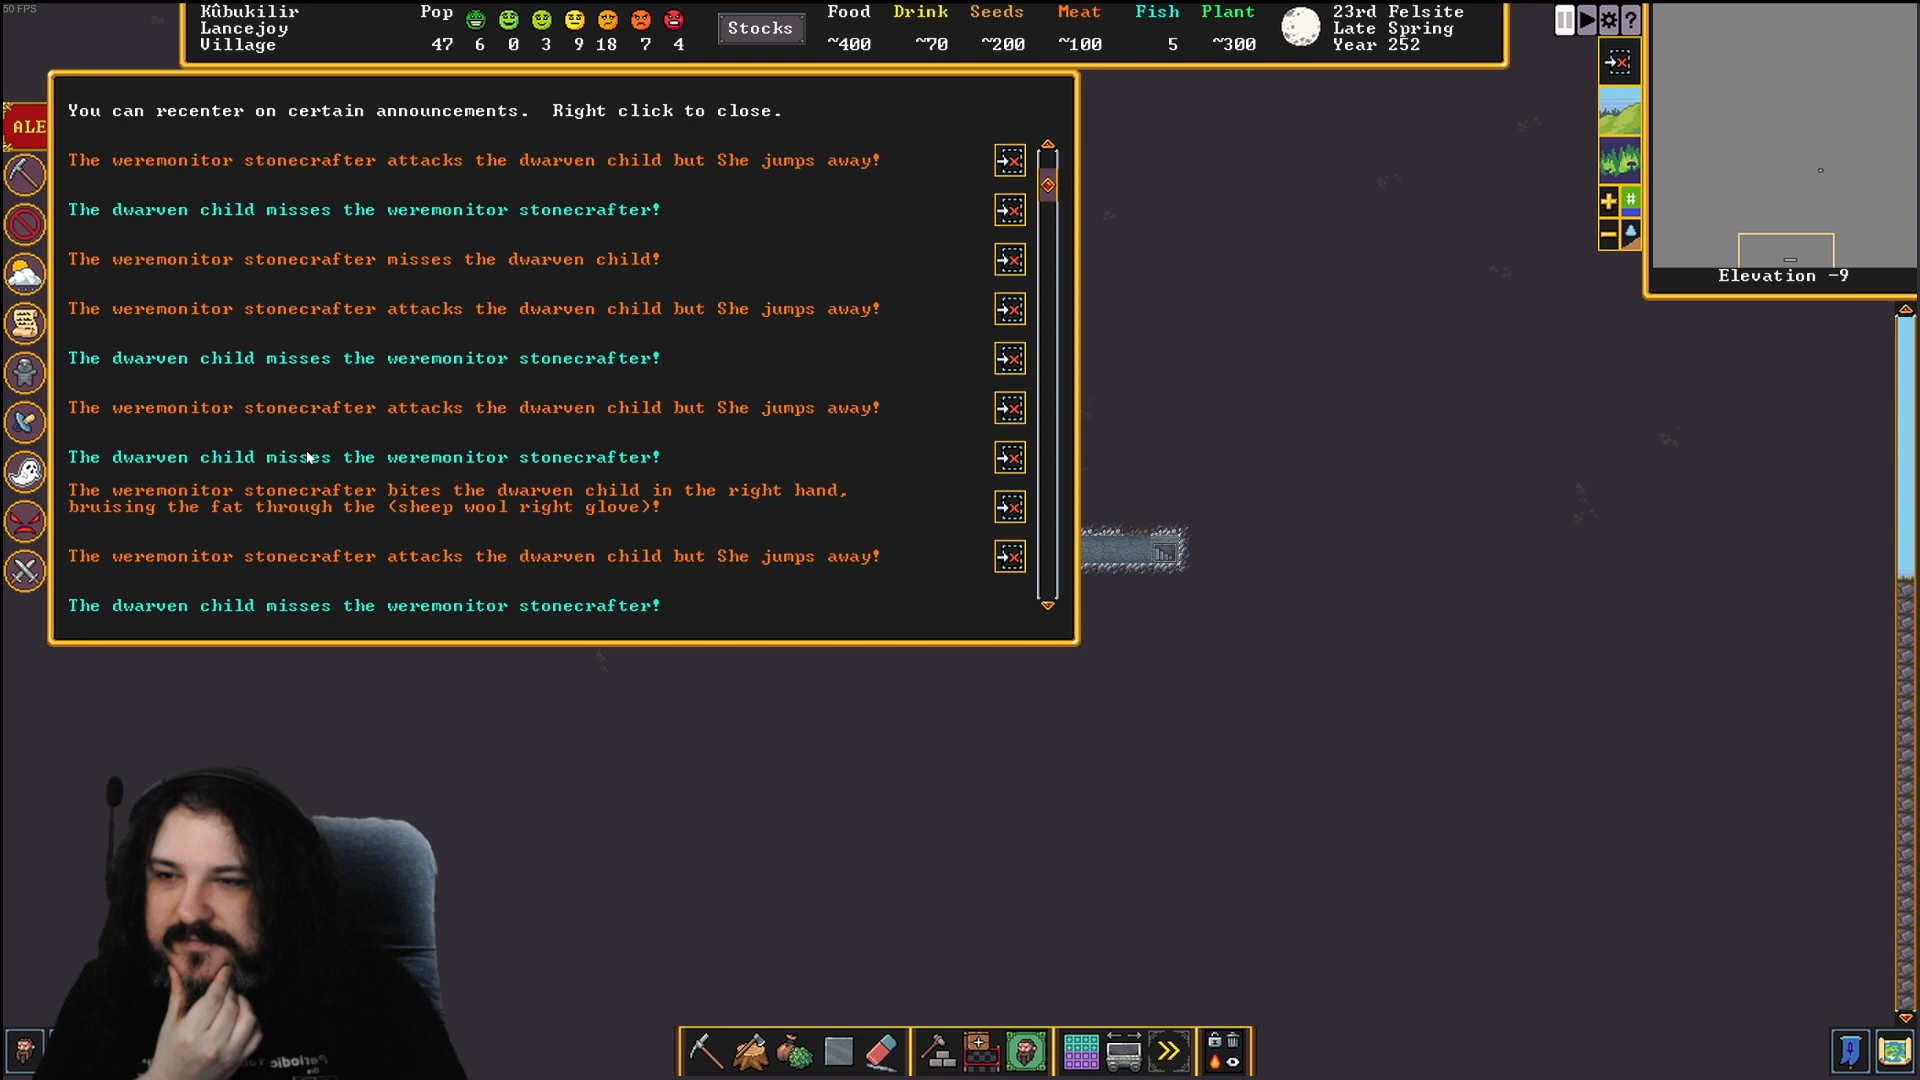 50 FPS
Kûbukilir
Lancejoy
Village
Pop
47 6 0 3 9 18 7 4
Stocks
Food Drink Seeds Meat Fish Plant
~400 ~70 ~200 ~100 5 ~300
23rd Felsite
Late Spring
Year 252
?
#
ALE
You can recenter on certain announcements. Right click to close.
The weremonitor stonecrafter attacks the dwarven child but She jumps away!
The dwarven child misses the weremonitor stonecrafter!
The weremonitor stonecrafter misses the dwarven child!
The weremonitor stonecrafter attacks the dwarven child but She jumps away!
The dwarven child misses the weremonitor stonecrafter!
The weremonitor stonecrafter attacks the dwarven child but She jumps away!
The dwarven child misses the weremonitor stonecrafter!
The weremonitor stonecrafter bites the dwarven child in the right hand,
bruising the fat through the (sheep wool right glove)!
The weremonitor stonecrafter attacks the dwarven child but She jumps away!
The dwarven child misses the weremonitor stonecrafter!
Elevation -9
Periodic